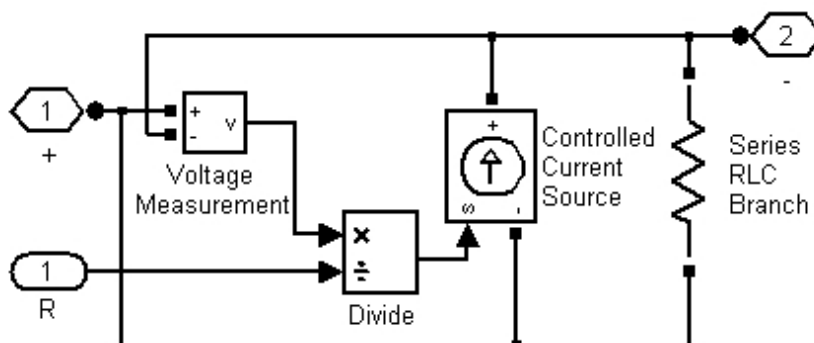 2
-
1
+
+
-
v
Voltage
Measurement
+
s
-
Controlled
Current
Source
Series
RLC
Branch
×
÷
Divide
1
R